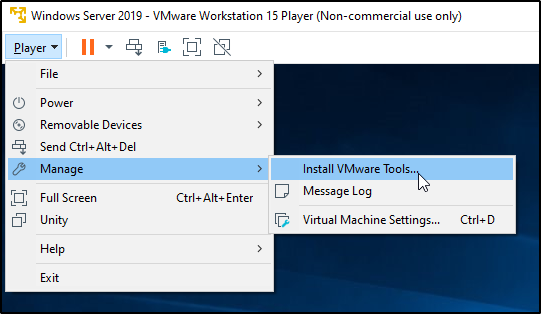 Windows Server 2019 - VMware Workstation 15 Player (Non-commercial use only)
Player
File
Power
Removable Devices
Send Ctrl+Alt+Del
Manage
Install VMware Tools...
Message Log
Full Screen Ctrl+Alt+Enter
Unity
Virtual Machine Settings... Ctrl+D
Help
Exit